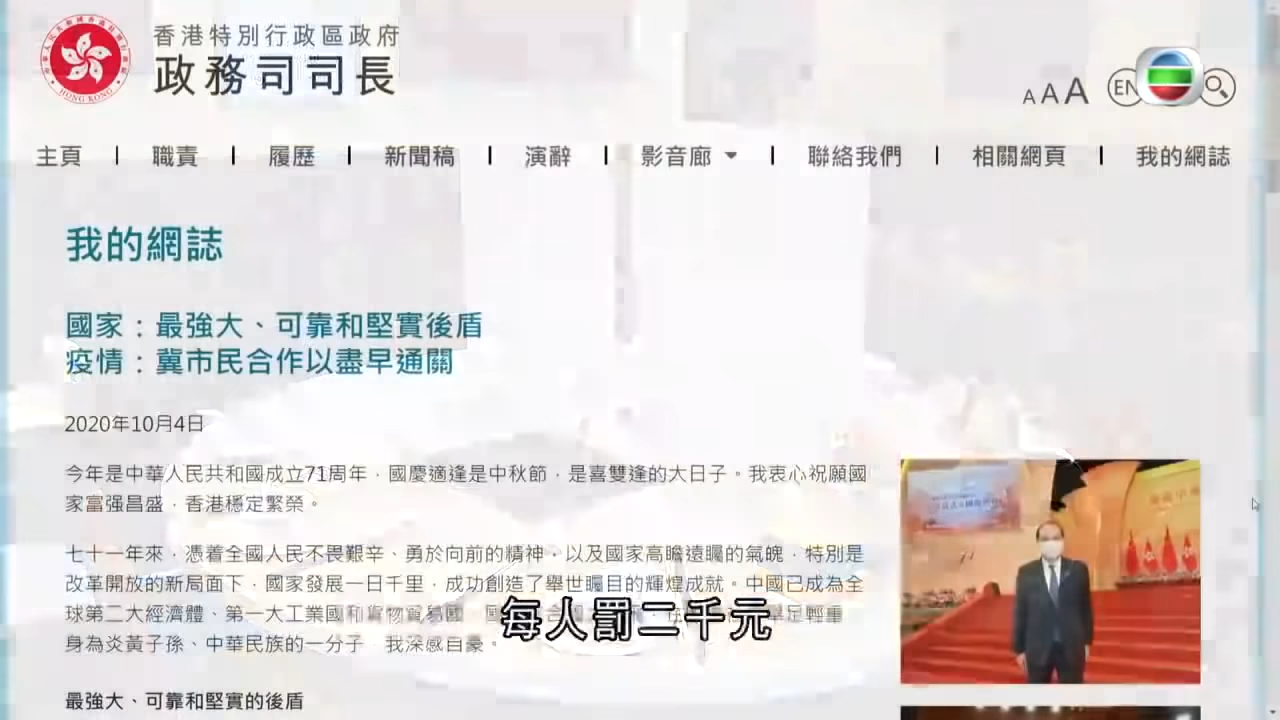 香港特別行政區政府
政務司司長
HONG KONG
A A A
EN
主頁 | 職責 | 履歷 | 新聞稿 | 演辭 | 影音廊 | 聯絡我們 | 相關網頁 | 我的網誌
我的網誌
國家：最強大、可靠和堅實後盾
疫情：冀市民合作以盡早通關
2020年10月4日
今年是中華人民共和國成立71周年，國慶適逢是中秋節，是喜雙逢的大日子。我衷心祝願國
家富强昌盛，香港穩定繁榮。
七十一年來，憑着全國人民不畏艱辛、勇於向前的精神，以及國家高瞻遠矚的氣魄，特別是
改革開放的新局面下，國家發展一日千里，成功創造了舉世矚目的輝煌成就。中國已成為全
球第二大經濟體、第一大工業國和貨物貿易國
舉足輕重
身為炎黃子孫、中華民族的一分子，我深感自豪。
每人罰二千元
最強大、可靠和堅實的後盾